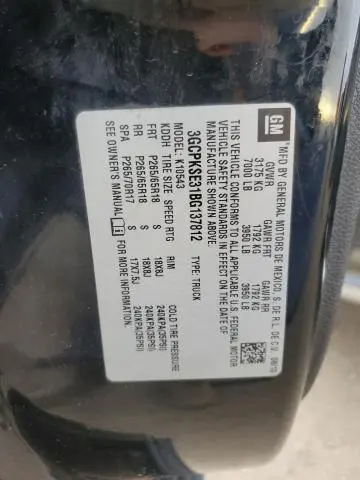 GM
*MFD BY GENERAL MOTORS DE MEXICO S. DE R.L. DE C.V. 08/10
GVWR GAWR FRT GAWR RR
3175 KG 1792 KG 1792 KG
7000 LB 3950 LB 3950 LB
THIS VEHICLE CONFORMS TO ALL APPLICABLE U.S. FEDERAL MOTOR
VEHICLE SAFETY STANDARDS IN EFFECT ON THE DATE OF
MANUFACTURE SHOWN ABOVE.
3GCPKSE31BG137812 TYPE: TRUCK
MODEL: K10543
KDDH TIRE SIZE SPEED RTG RIM COLD TIRE PRESSURE
FRT P265/65R18 S 18X8J 240KPA(35PSI)
RR P265/65R18 S 18X8J 240KPA(35PSI)
SPA P265/70R17 S 17X7.5J 240KPA(35PSI)
SEE OWNER'S MANUAL FOR MORE INFORMATION.